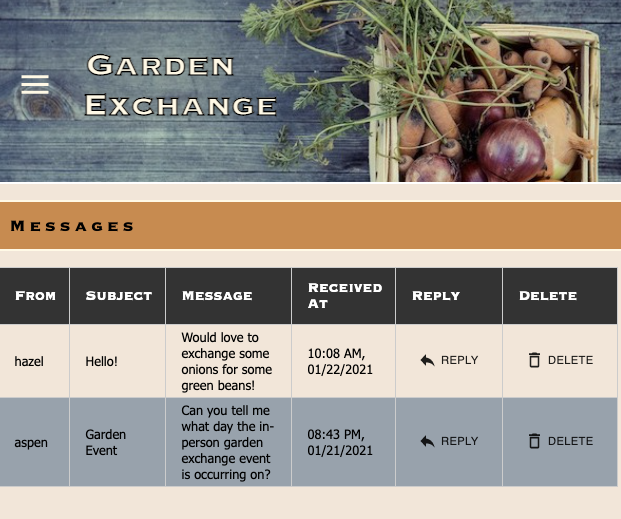 Garden
Exchange
Messages
From Subject Message Received At Reply Delete
hazel Hello! Would love to exchange some onions for some green beans! 10:08 AM, 01/22/2021 REPLY DELETE
aspen Garden Event Can you tell me what day the in-person garden exchange event is occurring on? 08:43 PM, 01/21/2021 REPLY DELETE